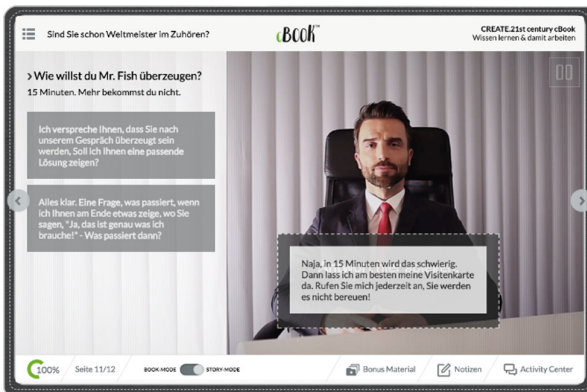 Sind Sie schon Weltmeister im Zuhören?
cBOOK™
CREATE.21st century cBook
Wissen lernen & damit arbeiten
›Wie willst du Mr. Fish überzeugen?
15 Minuten. Mehr bekommst du nicht.
Ich verspreche Ihnen, dass Sie nach
unserem Gespräch überzeugt sein
werden, Soll ich Ihnen eine passende
Lösung zeigen?
Alles klar. Eine Frage, was passiert, wenn
ich Ihnen am Ende etwas zeige, wo Sie
sagen, "Ja, das ist genau was ich
brauche!" - Was passiert dann?
Naja, in 15 Minuten wird das schwierig.
Dann lass ich am besten meine Visitenkarte
da. Rufen Sie mich jederzeit an, Sie werden
es nicht bereuen!
100%
Seite 11/12
BOOK-MODE
STORY-MODE
Bonus Material
Notizen
Activity Center